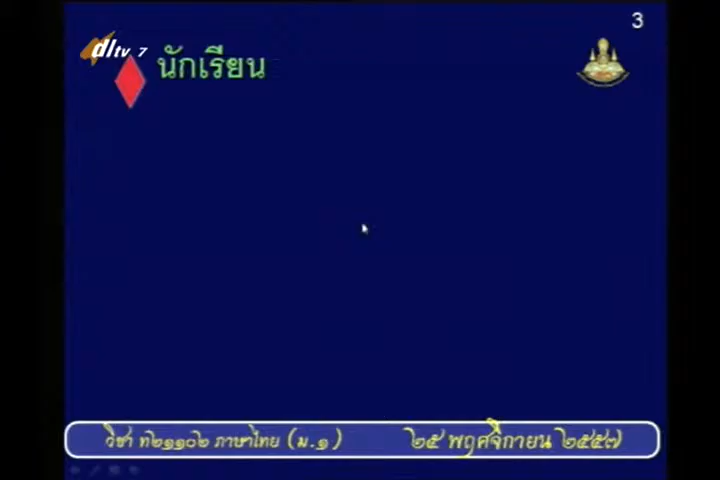 3
dltv 7
นักเรียน
วิชา ท๒๑๑๐๒ ภาษาไทย (ม.๑)
๒๕ พฤศจิกายน ๒๕๕๗